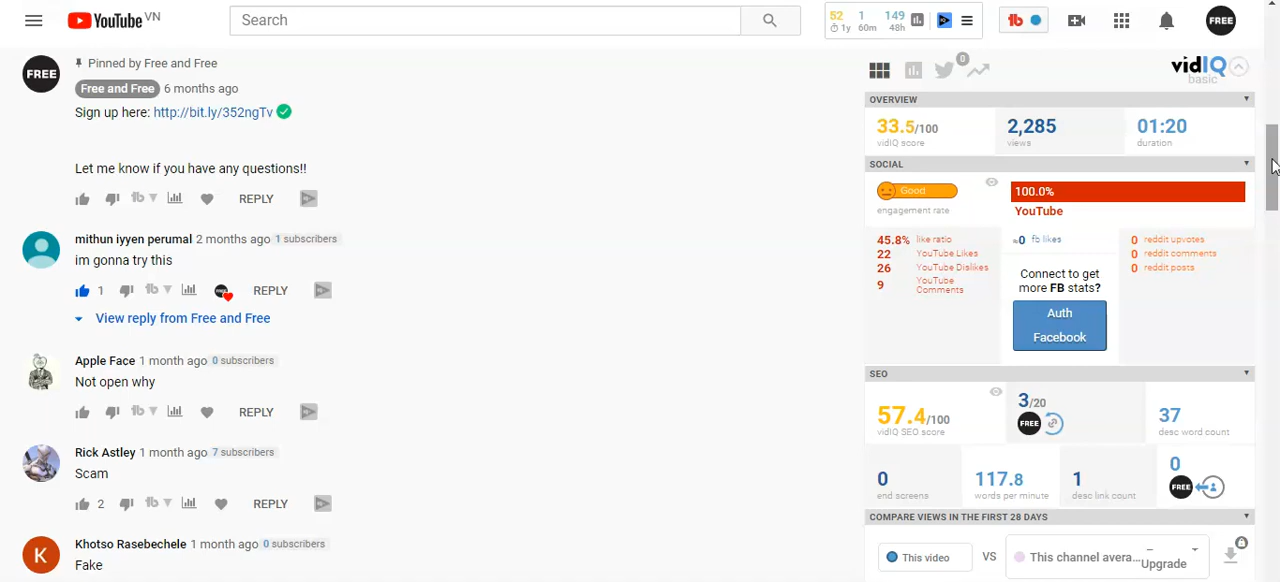 YouTube VN
Search
52 1 149
1y 60m 48h
FREE
FREE
Pinned by Free and Free
Free and Free 6 months ago
Sign up here: http://bit.ly/352ngTv
Let me know if you have any questions!!
REPLY
mithun iyyen perumal 2 months ago 1 subscribers
im gonna try this
1 REPLY
View reply from Free and Free
Apple Face 1 month ago 0 subscribers
Not open why
REPLY
Rick Astley 1 month ago 7 subscribers
Scam
2 REPLY
K
Khotso Rasebechele 1 month ago 0 subscribers
Fake
0
vidIQ
basic
OVERVIEW
33.5/100 2,285 01:20
vidIQ score views duration
SOCIAL
Good 100.0%
engagement rate YouTube
45.8% like ratio
22 YouTube Likes
26 YouTube Dislikes
9 YouTube Comments
0 fb likes
Connect to get
more FB stats?
Auth
Facebook
0 reddit upvotes
0 reddit comments
0 reddit posts
SEO
57.4/100 3/20 37
vidIQ SEO score FREE desc word count
0 117.8 1 0
end screens words per minute desc link count FREE
COMPARE VIEWS IN THE FIRST 28 DAYS
This video VS This channel avera... Upgrade